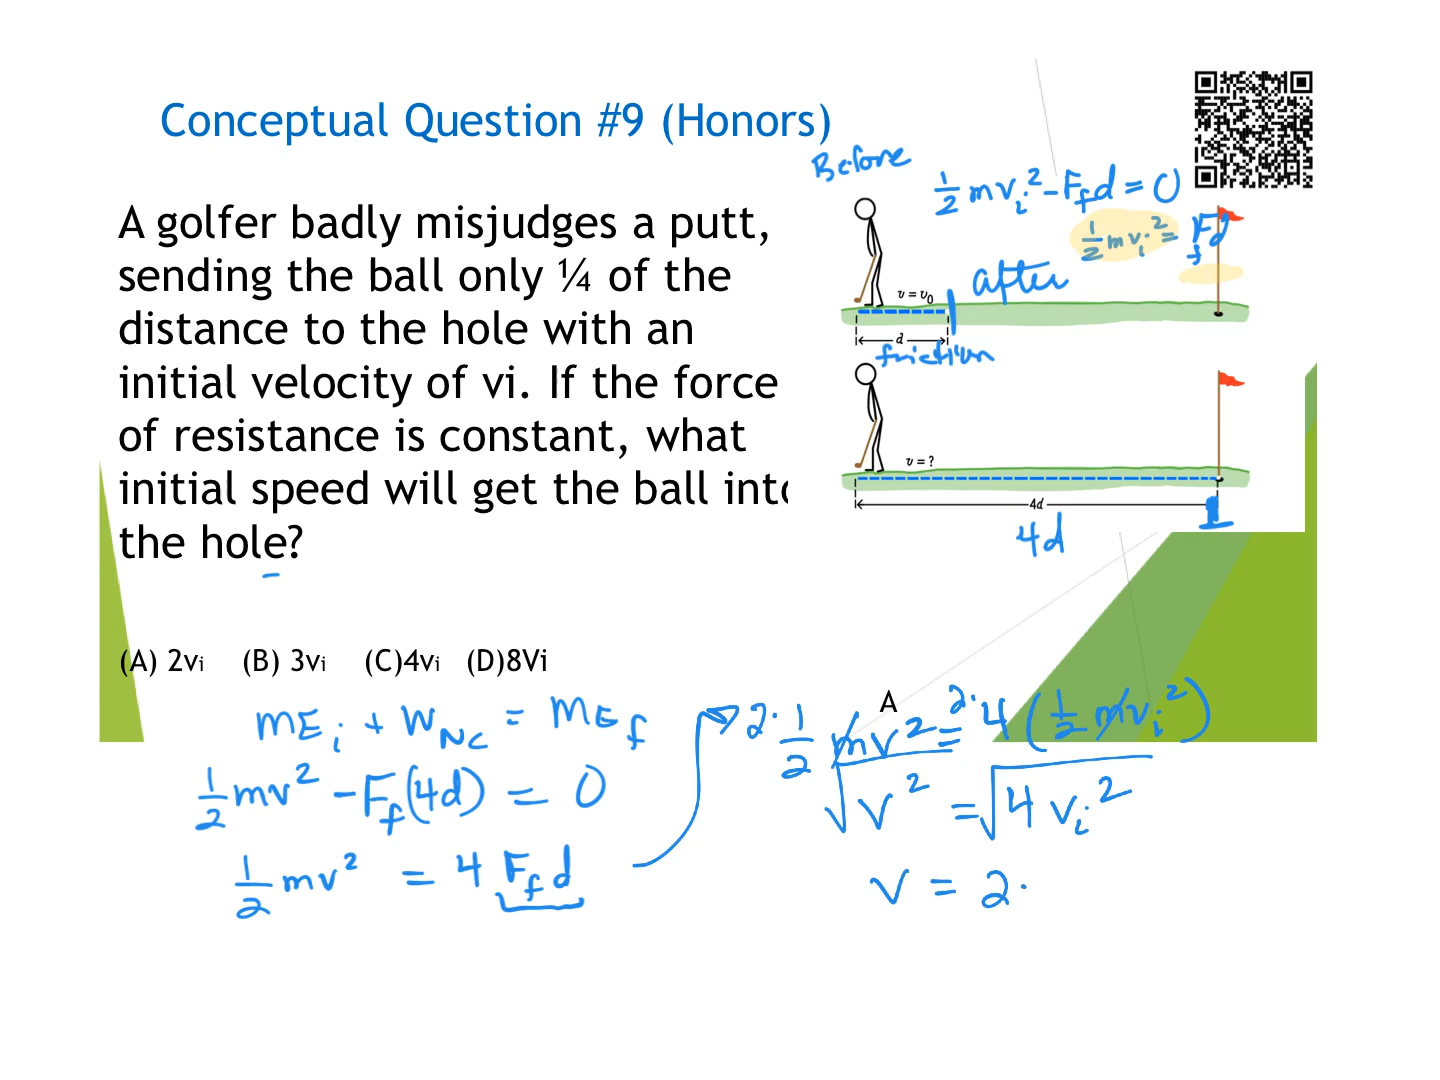 Conceptual Question #9 (Honors)
Before
½mvᵢ² - F_f d = 0
½mvᵢ² = F_f d
after
v = v₀
d
friction
A golfer badly misjudges a putt,
sending the ball only ¼ of the
distance to the hole with an
initial velocity of vi. If the force
of resistance is constant, what
initial speed will get the ball into
the hole?
v = ?
4d
4d
(A) 2vi (B) 3vi (C)4vi (D)8Vi
A
MEᵢ + W_NC = ME_f
½mv² - F_f(4d) = 0
½mv² = 4 F_f d
2·½mv² = 2·4(½mvᵢ²)
√v² = √4vᵢ²
v = 2·